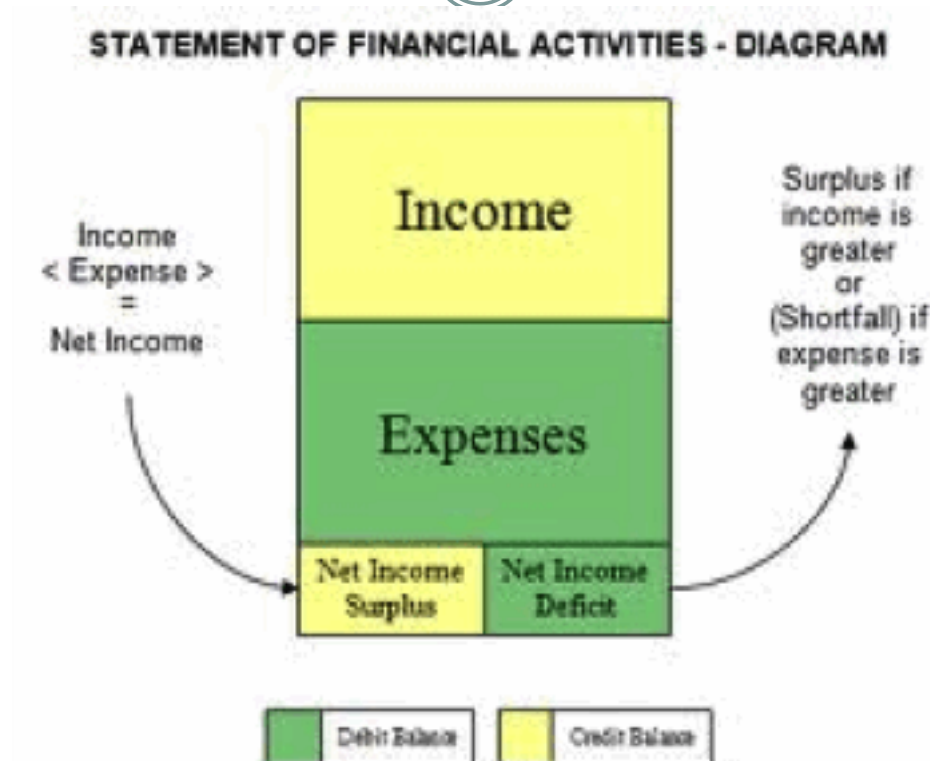 STATEMENT OF FINANCIAL ACTIVITIES - DIAGRAM
Income
< Expense >
=
Net Income
Income
Expenses
Net Income
Surplus
Net Income
Deficit
Surplus if
income is
greater
or
(Shortfall) if
expense is
greater
Debit Balance
Credit Balance